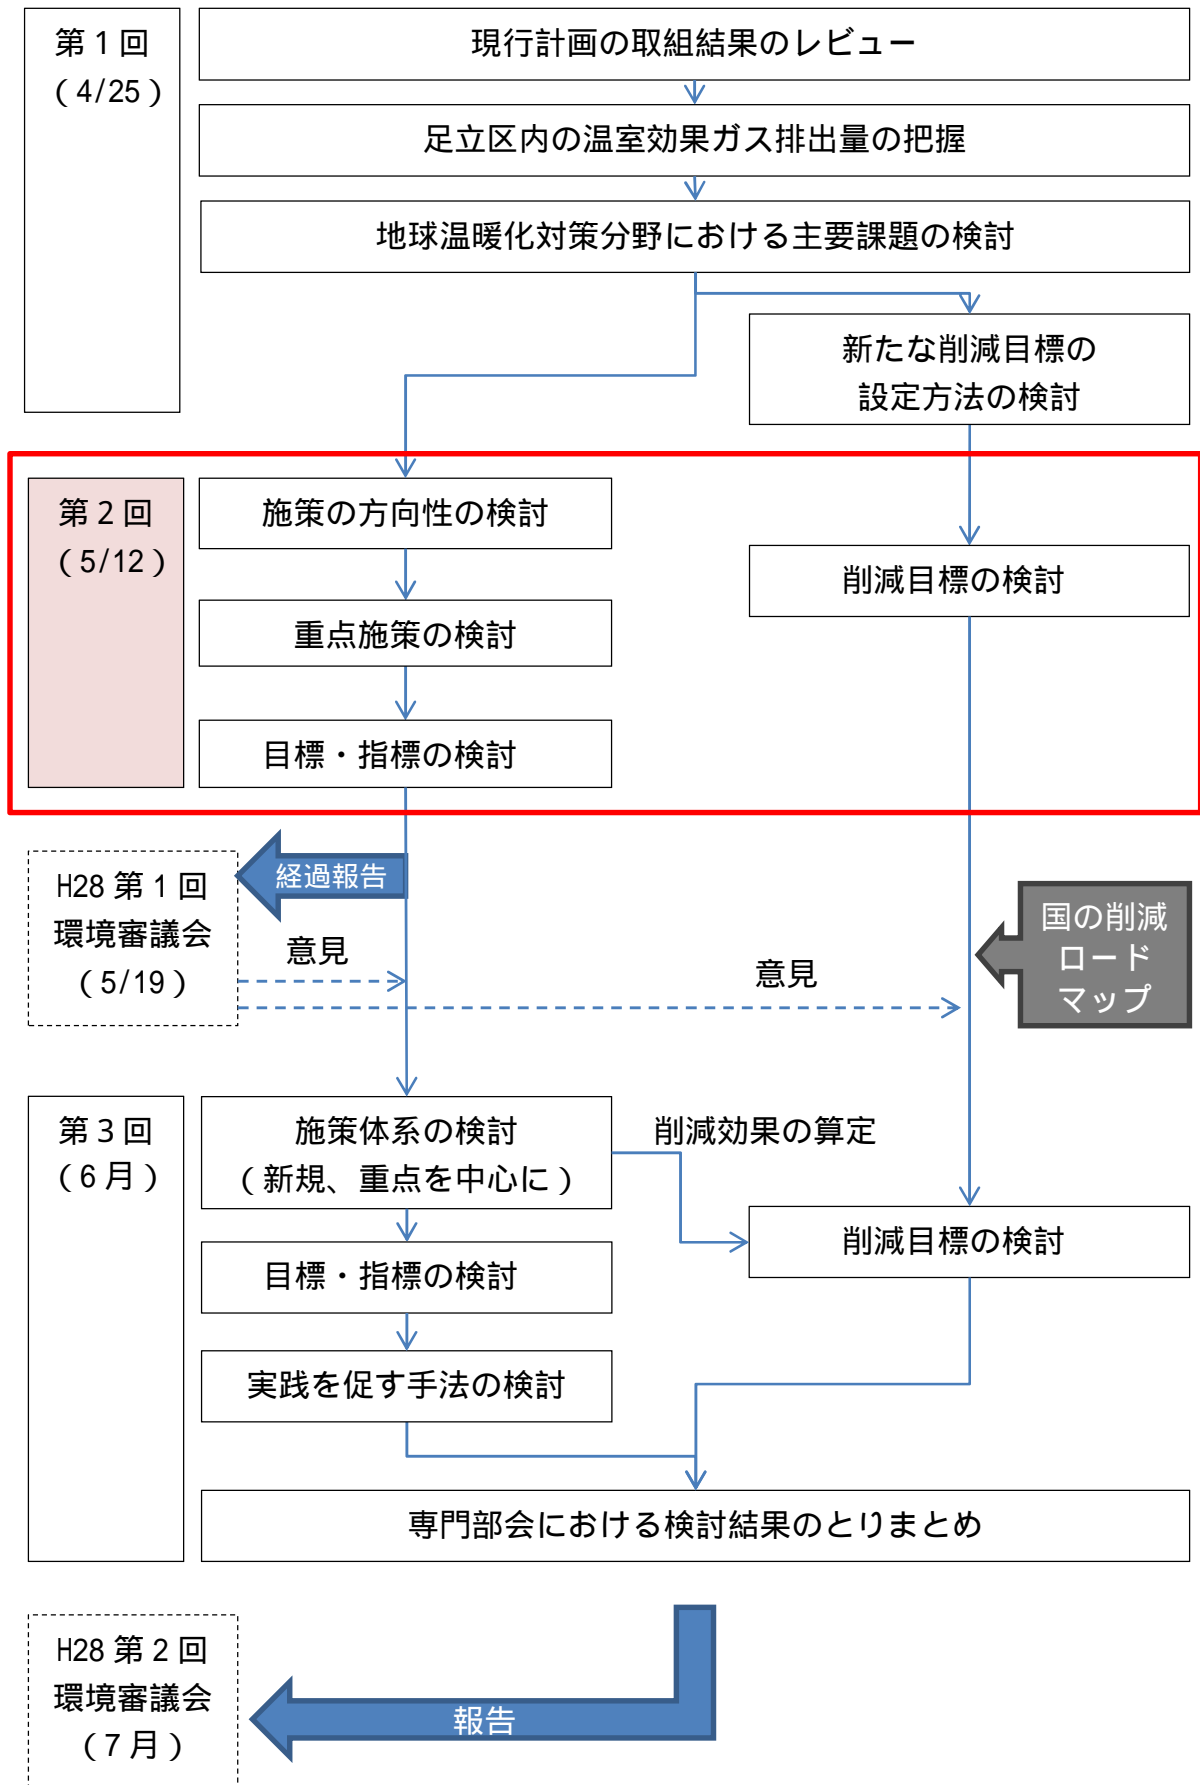 第1回
（4/25）
現行計画の取組結果のレビュー
足立区内の温室効果ガス排出量の把握
地球温暖化対策分野における主要課題の検討
新たな削減目標の
設定方法の検討
第2回
（5/12）
施策の方向性の検討
重点施策の検討
目標・指標の検討
削減目標の検討
H28 第1回
環境審議会
（5/19）
経過報告
意見
意見
国の削減
ロード
マップ
第3回
（6月）
施策体系の検討
（新規、重点を中心に）
削減効果の算定
目標・指標の検討
削減目標の検討
実践を促す手法の検討
専門部会における検討結果のとりまとめ
H28 第2回
環境審議会
（7月）
報告